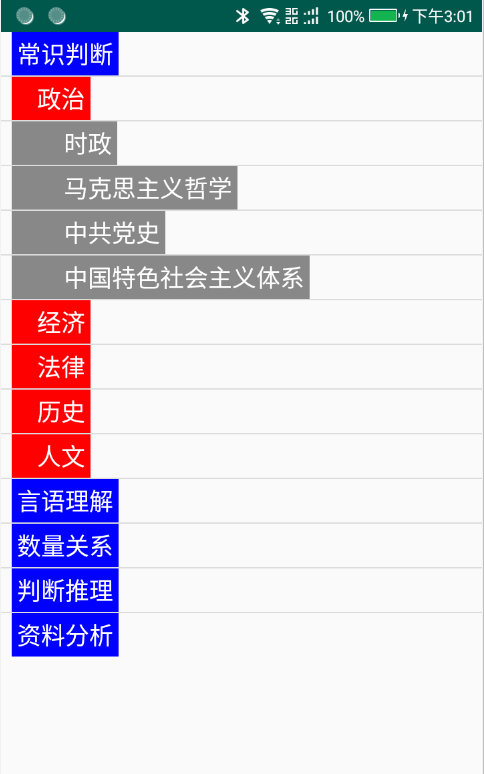 100% 下午3:01
常识判断
政治
时政
马克思主义哲学
中共党史
中国特色社会主义体系
经济
法律
历史
人文
言语理解
数量关系
判断推理
资料分析